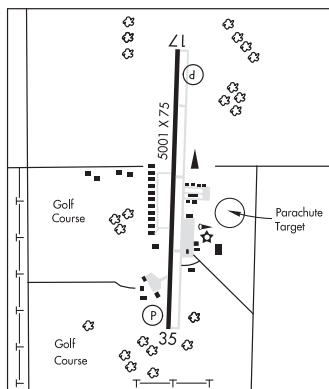 17
P
5001 X 75
Golf
Course
Parachute
Target
P
35
Golf
Course